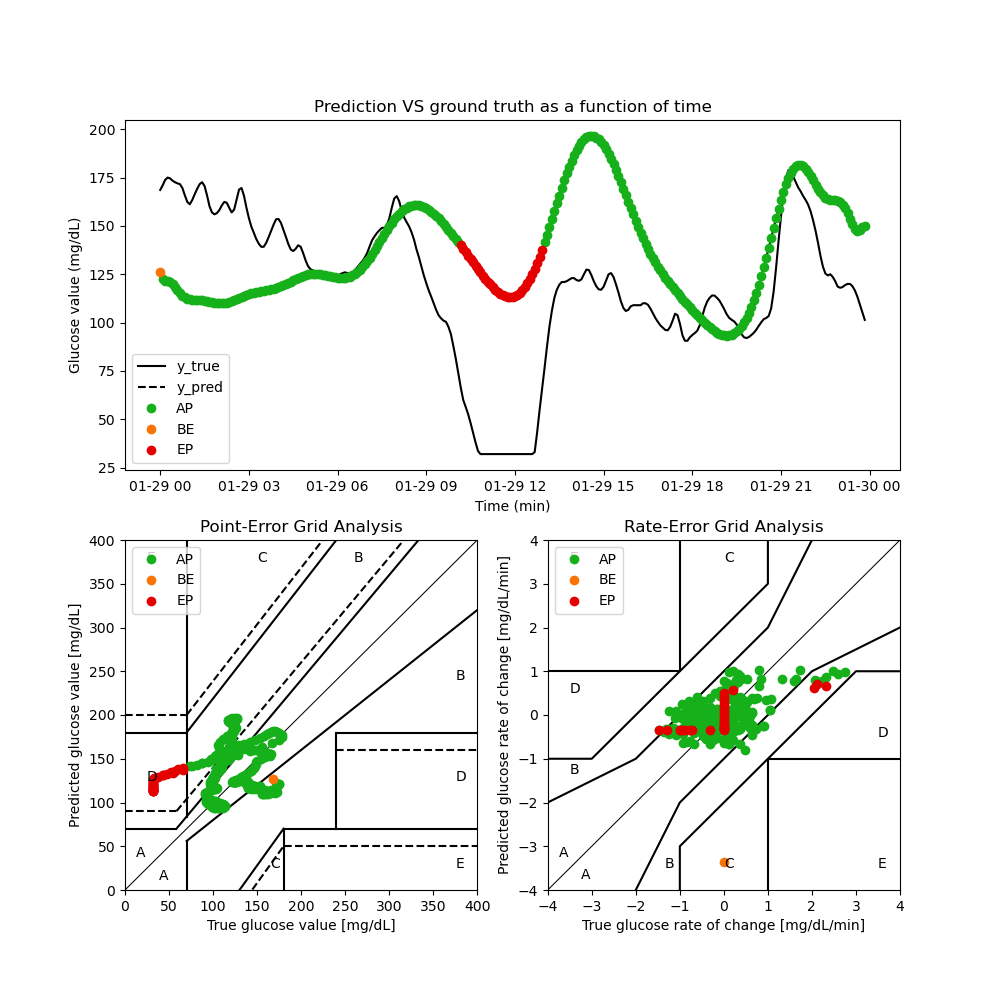 Prediction VS ground truth as a function of time
Glucose value (mg/dL)
200
175
150
125
100
75
50
25
y_true
y_pred
AP
BE
EP
01-29 00 01-29 03 01-29 06 01-29 09 01-29 12 01-29 15 01-29 18 01-29 21 01-30 00
Time (min)
Point-Error Grid Analysis
Predicted glucose value [mg/dL]
400
350
300
250
200
150
100
50
0
AP
BE
EP
C B
B
D D
A
A C E
0 50 100 150 200 250 300 350 400
True glucose value [mg/dL]
Rate-Error Grid Analysis
Predicted glucose rate of change [mg/dL/min]
4
3
2
1
0
−1
−2
−3
−4
AP
BE
EP
C
D
D
B
A
A B C E
−4 −3 −2 −1 0 1 2 3 4
True glucose rate of change [mg/dL/min]